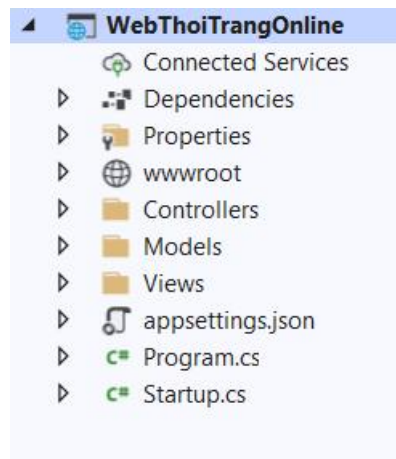 WebThoiTrangOnline
Connected Services
Dependencies
Properties
wwwroot
Controllers
Models
Views
appsettings.json
C# Program.cs
C# Startup.cs